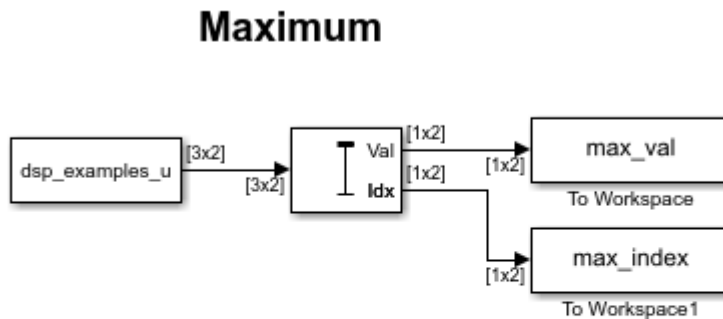 Maximum
dsp_examples_u
[3x2]
[3x2]
Val
Idx
[1x2]
[1x2]
[1x2]
max_val
To Workspace
[1x2]
max_index
To Workspace1